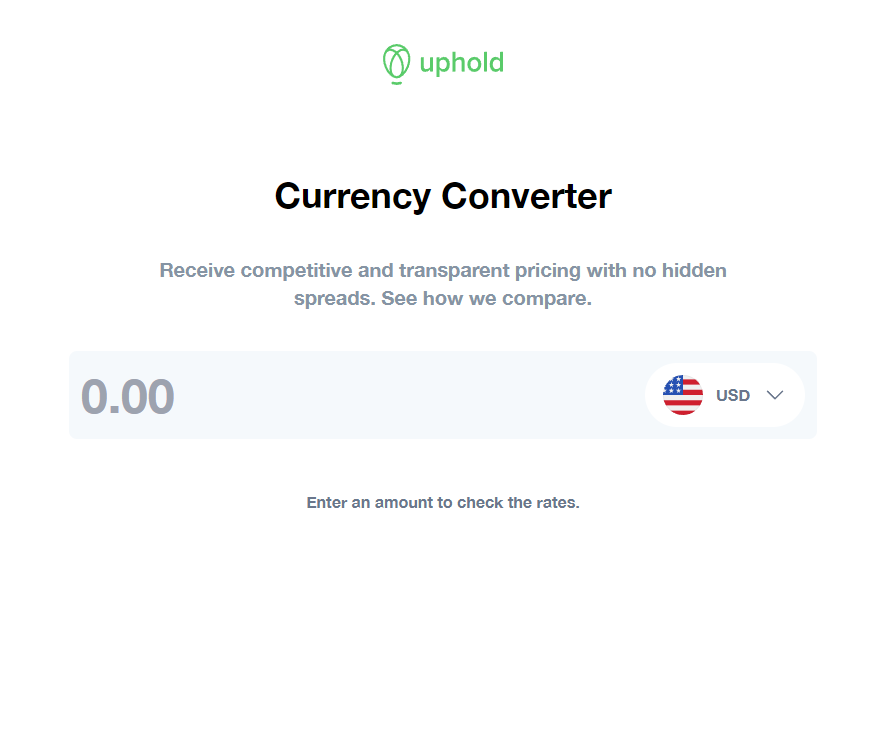 uphold
Currency Converter
Receive competitive and transparent pricing with no hidden
spreads. See how we compare.
0.00
USD
Enter an amount to check the rates.